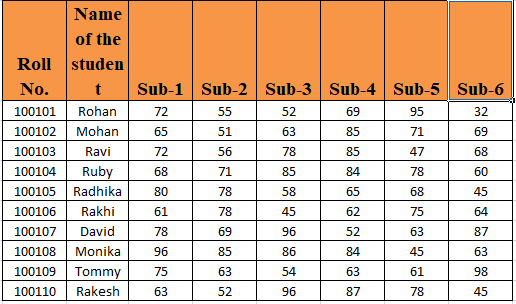 Roll No. Name of the studen t Sub-1 Sub-2 Sub-3 Sub-4 Sub-5 Sub-6
100101 Rohan 72 55 52 69 95 32
100102 Mohan 65 51 63 85 71 69
100103 Ravi 72 56 78 85 47 68
100104 Ruby 68 71 85 84 78 60
100105 Radhika 80 78 58 65 68 45
100106 Rakhi 61 78 45 62 75 64
100107 David 78 69 96 52 63 87
100108 Monika 96 85 86 84 45 63
100109 Tommy 75 63 54 63 61 98
100110 Rakesh 63 52 96 87 78 45